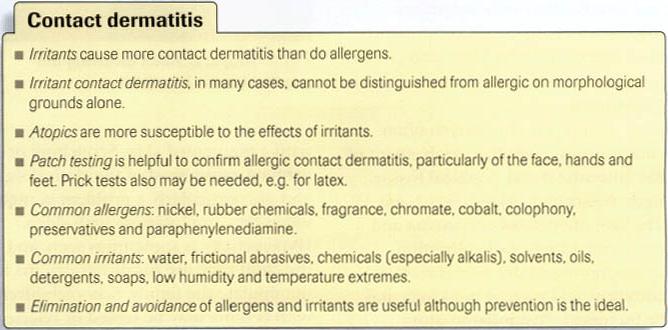 Contact dermatitis
■ Irritants cause more contact dermatitis than do allergens.
■ Irritant contact dermatitis, in many cases, cannot be distinguished from allergic on morphological
grounds alone.
■ Atopics are more susceptible to the effects of irritants.
■ Patch testing is helpful to confirm allergic contact dermatitis, particularly of the face, hands and
feet. Prick tests also may be needed, e.g. for latex.
■ Common allergens: nickel, rubber chemicals, fragrance, chromate, cobalt, colophony,
preservatives and paraphenylenediamine.
■ Common irritants: water, frictional abrasives, chemicals (especially alkalis), solvents, oils,
detergents, soaps, low humidity and temperature extremes.
■ Elimination and avoidance of allergens and irritants are useful although prevention is the ideal.